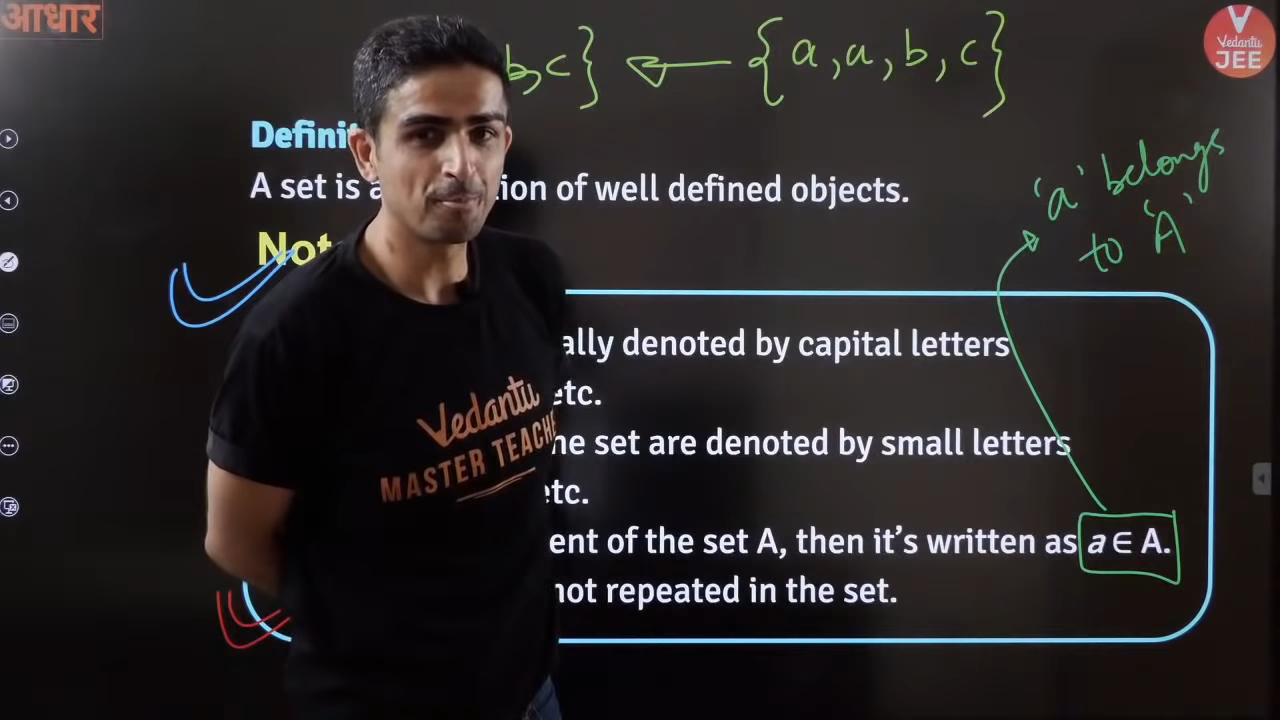 आधार
b,c} ← {a,a,b,c}
Vedantu
JEE
Definit
A set is a ion of well defined objects.
'a' belongs
to 'A'
Not
ally denoted by capital letters
etc.
he set are denoted by small letters
etc.
ent of the set A, then it's written as a ∈ A.
not repeated in the set.
Vedantu
MASTER TEACHE